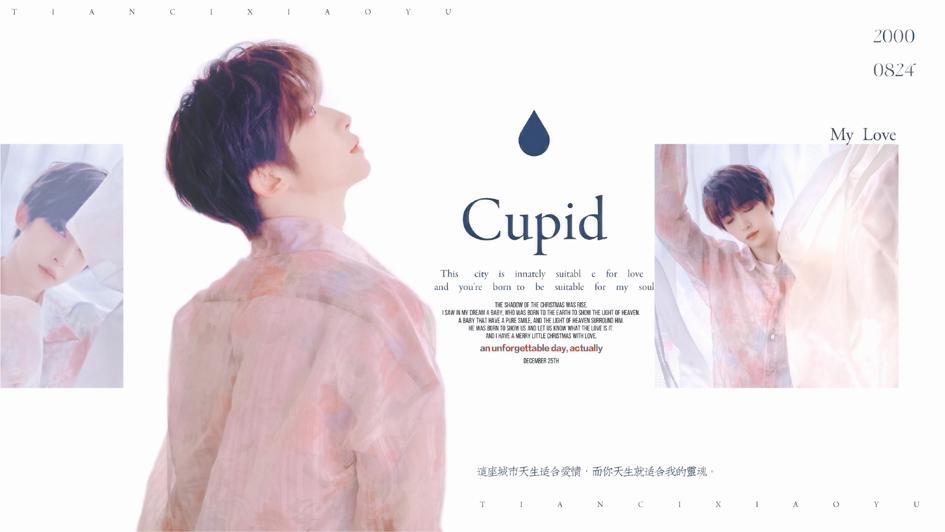 T I A N C I X I A O Y U
2000
0824
My Love
Cupid
This city is innately suitabl e for love
and you're born to be suitable for my soul
THE SHADOW OF THE CHRISTMAS WAS RISE.
I SAW IN MY DREAM A BABY, WHO WAS BORN TO THE EARTH TO SHOW THE LIGHT OF HEAVEN.
A BABY THAT HAVE A PURE SMILE, AND THE LIGHT OF HEAVEN SURROUND HIM.
HE WAS BORN TO SHOW US AND LET US KNOW WHAT THE LOVE IS IT.
AND I HAVE A MERRY LITTLE CHRISTMAS WITH LOVE.
an unforgettable day, actually
DECEMBER 25TH
這座城市天生适合愛情，而你天生就适合我的靈魂。
T I A N C I X I A O Y U